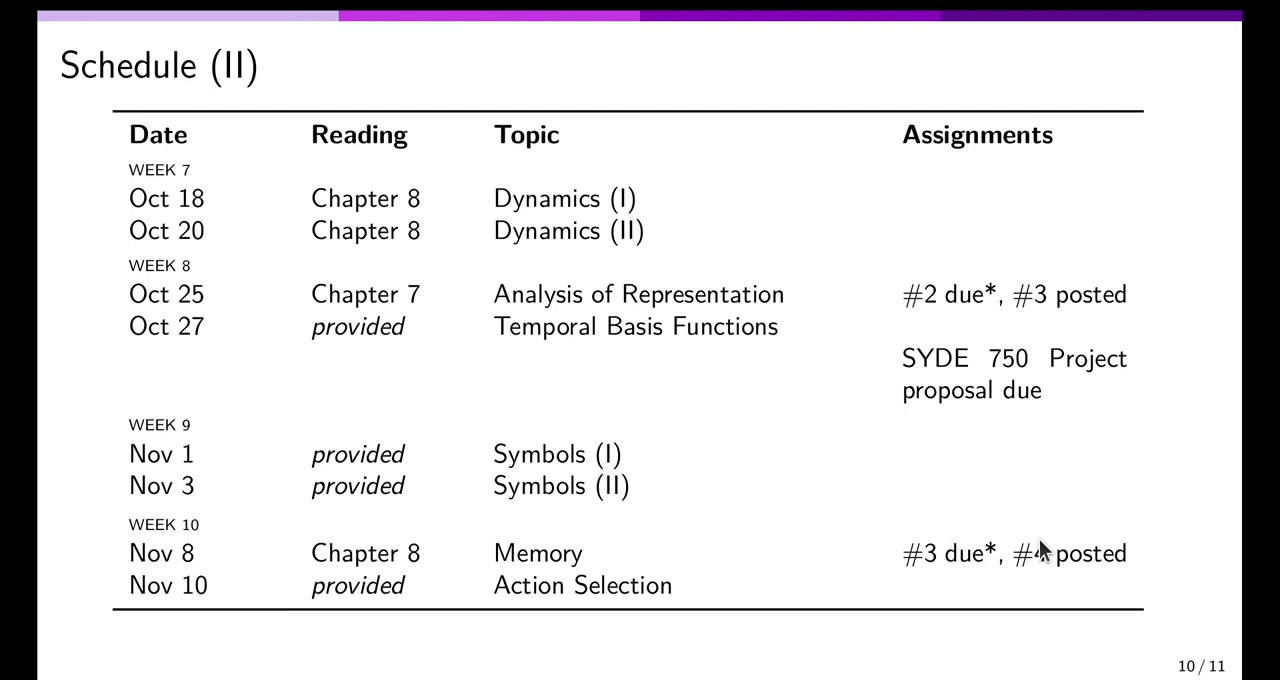 Schedule (II)
Date Reading Topic Assignments
WEEK 7
Oct 18 Chapter 8 Dynamics (I)
Oct 20 Chapter 8 Dynamics (II)
WEEK 8
Oct 25 Chapter 7 Analysis of Representation #2 due*, #3 posted
Oct 27 provided Temporal Basis Functions
SYDE 750 Project
proposal due
WEEK 9
Nov 1 provided Symbols (I)
Nov 3 provided Symbols (II)
WEEK 10
Nov 8 Chapter 8 Memory #3 due*, #4 posted
Nov 10 provided Action Selection
10 / 11